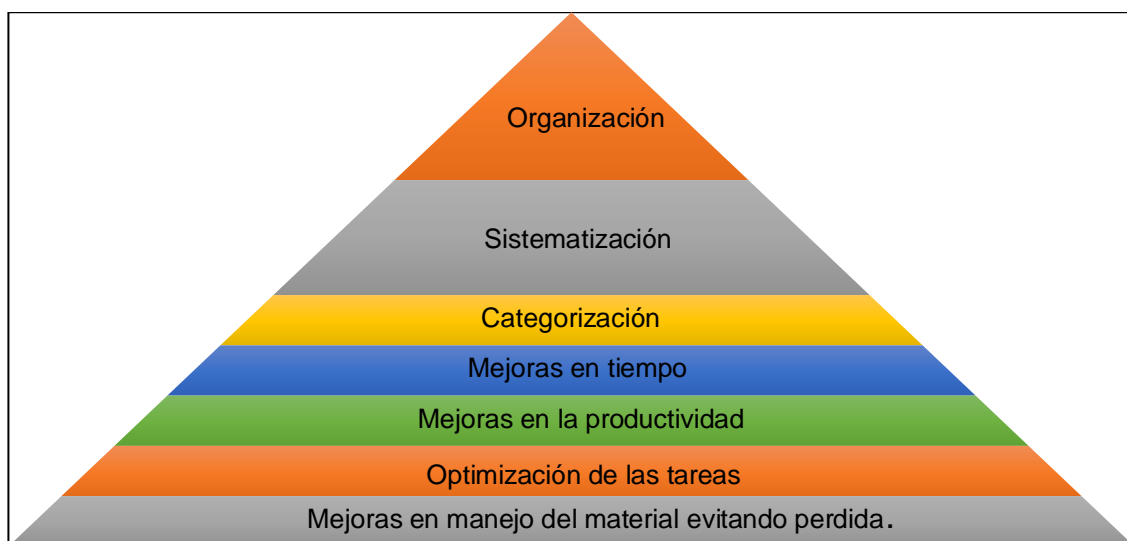 Organización
Sistematización
Categorización
Mejoras en tiempo
Mejoras en la productividad
Optimización de las tareas
Mejoras en manejo del material evitando perdida.